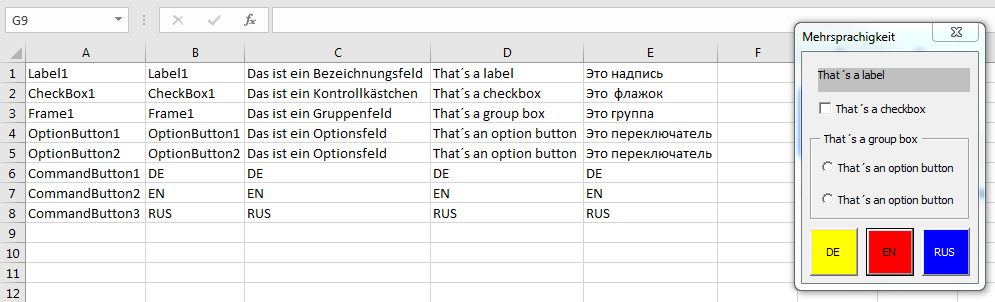 G9 fx
A B C D E F G H I
1 Label1 Label1 Das ist ein Bezeichnungsfeld That´s a label Это надпись
2 CheckBox1 CheckBox1 Das ist ein Kontrollkästchen That´s a checkbox Это флажок
3 Frame1 Frame1 Das ist ein Gruppenfeld That´s a group box Это группа
4 OptionButton1 OptionButton1 Das ist ein Optionsfeld That´s an option button Это переключатель
5 OptionButton2 OptionButton2 Das ist ein Optionsfeld That´s an option button Это переключатель
6 CommandButton1 DE DE DE DE
7 CommandButton2 EN EN EN EN
8 CommandButton3 RUS RUS RUS RUS
9
10
11
12
Mehrsprachigkeit
That´s a label
That´s a checkbox
That´s a group box
That´s an option button
That´s an option button
DE EN RUS